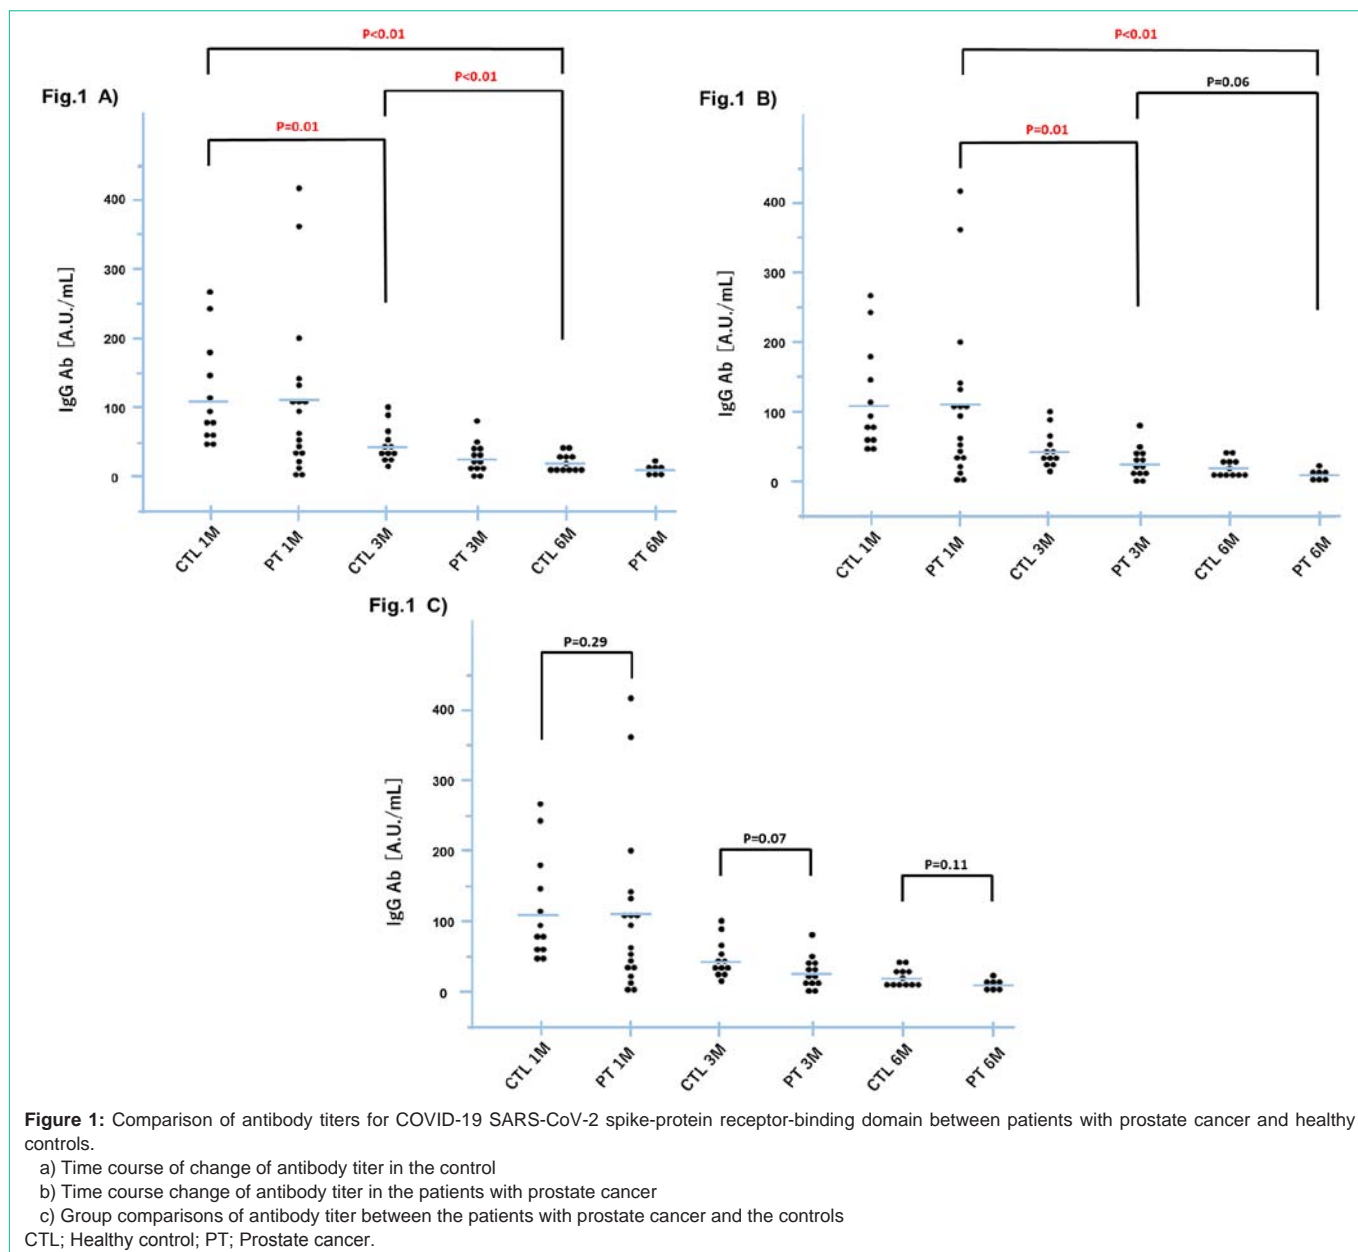 P<0.01
P<0.01
Fig.1 A)
P=0.01
400
300
200
100
0
IgG Ab [A.U./mL]
CTL 1M
PT 1M
CTL 3M
PT 3M
CTL 6M
PT 6M
P<0.01
P=0.06
Fig.1 B)
P=0.01
400
300
200
100
0
IgG Ab [A.U./mL]
CTL 1M
PT 1M
CTL 3M
PT 3M
CTL 6M
PT 6M
Fig.1 C)
P=0.29
P=0.07
P=0.11
400
300
200
100
0
IgG Ab [A.U./mL]
CTL 1M
PT 1M
CTL 3M
PT 3M
CTL 6M
PT 6M
Figure 1: Comparison of antibody titers for COVID-19 SARS-CoV-2 spike-protein receptor-binding domain between patients with prostate cancer and healthy
controls.
a) Time course of change of antibody titer in the control
b) Time course change of antibody titer in the patients with prostate cancer
c) Group comparisons of antibody titer between the patients with prostate cancer and the controls
CTL; Healthy control; PT; Prostate cancer.